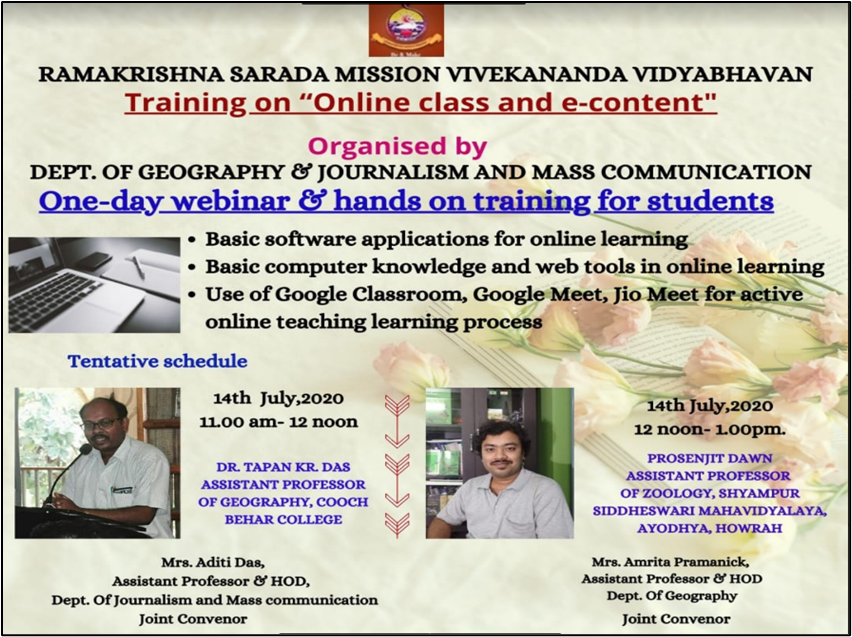 RAMAKRISHNA SARADA MISSION VIVEKANANDA VIDYABHAVAN
Training on “Online class and e-content"
Organised by
DEPT. OF GEOGRAPHY & JOURNALISM AND MASS COMMUNICATION
One-day webinar & hands on training for students
• Basic software applications for online learning
• Basic computer knowledge and web tools in online learning
• Use of Google Classroom, Google Meet, Jio Meet for active
online teaching learning process
Tentative schedule
14th July,2020
11.00 am- 12 noon
DR. TAPAN KR. DAS
ASSISTANT PROFESSOR
OF GEOGRAPHY, COOCH
BEHAR COLLEGE
14th July,2020
12 noon- 1.00pm.
PROSENJIT DAWN
ASSISTANT PROFESSOR
OF ZOOLOGY, SHYAMPUR
SIDDHESWARI MAHAVIDYALAYA,
AYODHYA, HOWRAH
Mrs. Aditi Das,
Assistant Professor & HOD,
Dept. Of Journalism and Mass communication
Joint Convenor
Mrs. Amrita Pramanick,
Assistant Professor & HOD
Dept. Of Geography
Joint Convenor